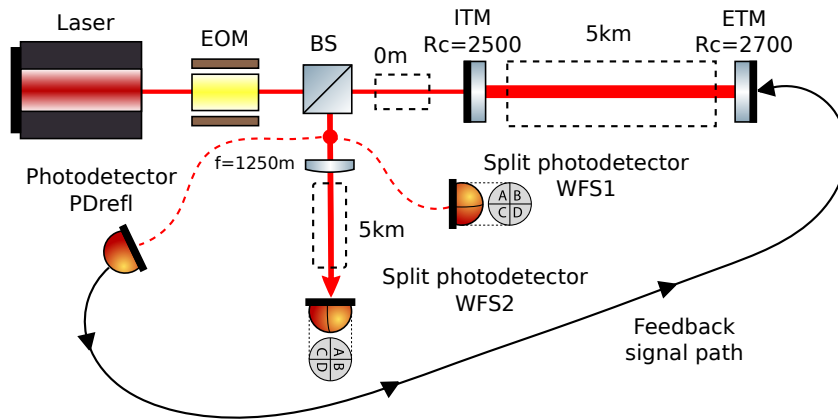 Laser
EOM
BS
0m
ITM
Rc=2500
5km
ETM
Rc=2700
f=1250m
Photodetector
PDrefl
Split photodetector
WFS1
A B
C D
5km
Split photodetector
WFS2
A B
C D
Feedback
signal path